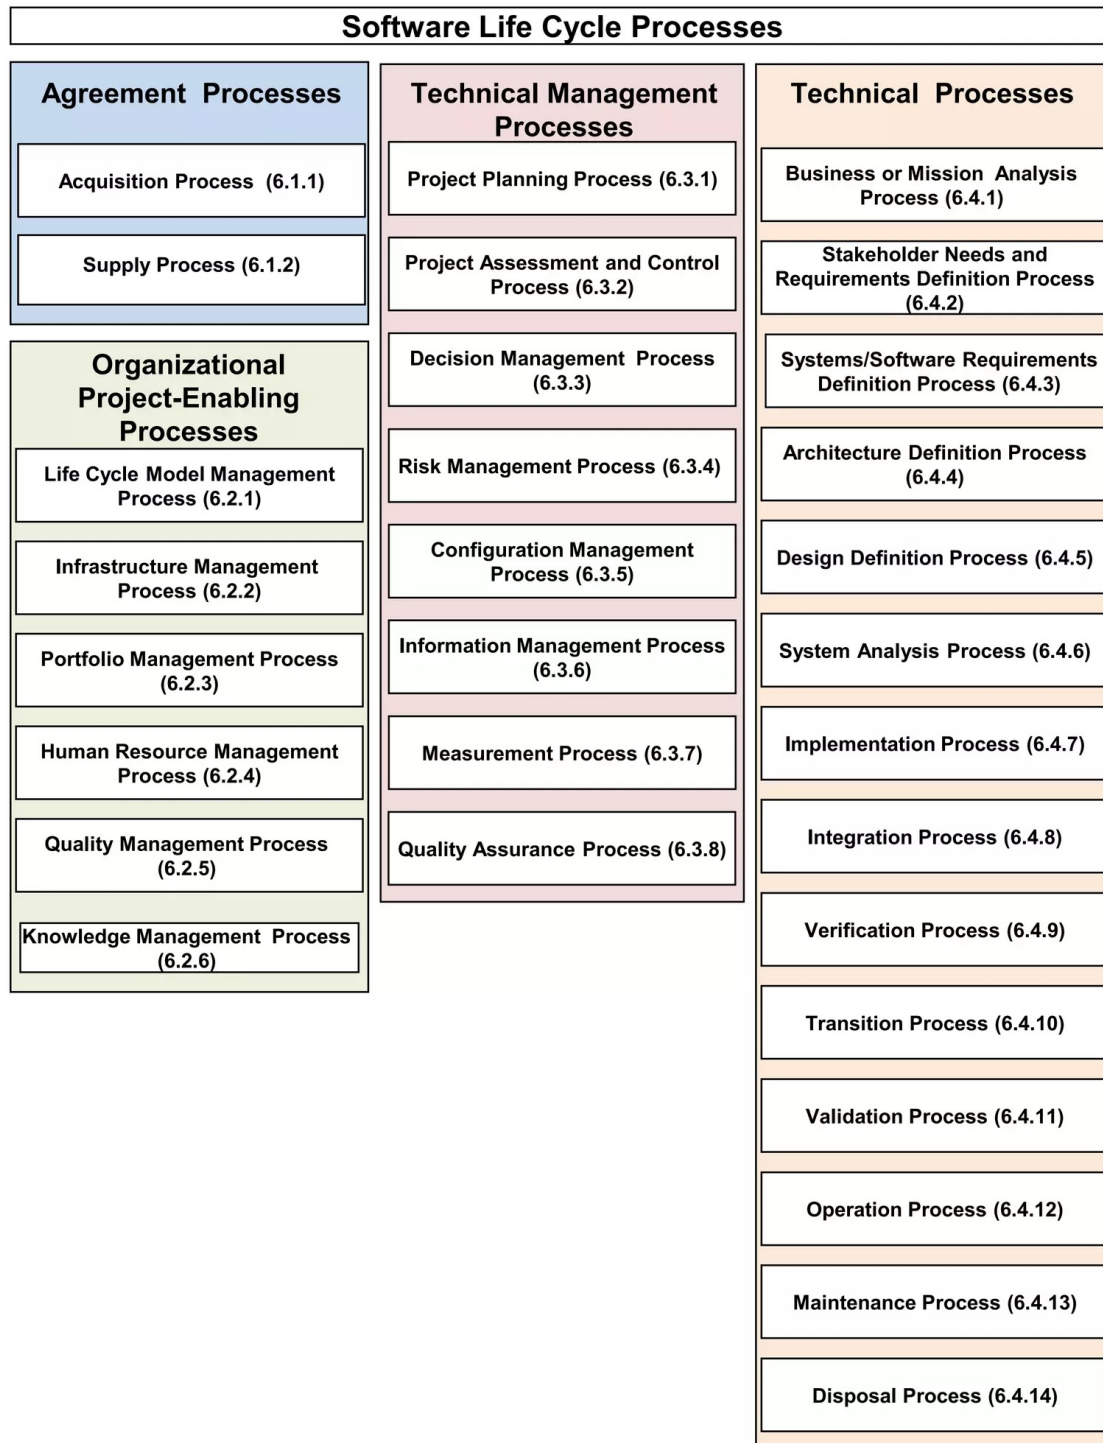 Software Life Cycle Processes
Agreement Processes
Acquisition Process (6.1.1)
Supply Process (6.1.2)
Organizational
Project-Enabling
Processes
Life Cycle Model Management
Process (6.2.1)
Infrastructure Management
Process (6.2.2)
Portfolio Management Process
(6.2.3)
Human Resource Management
Process (6.2.4)
Quality Management Process
(6.2.5)
Knowledge Management Process
(6.2.6)
Technical Management
Processes
Project Planning Process (6.3.1)
Project Assessment and Control
Process (6.3.2)
Decision Management Process
(6.3.3)
Risk Management Process (6.3.4)
Configuration Management
Process (6.3.5)
Information Management Process
(6.3.6)
Measurement Process (6.3.7)
Quality Assurance Process (6.3.8)
Technical Processes
Business or Mission Analysis
Process (6.4.1)
Stakeholder Needs and
Requirements Definition Process
(6.4.2)
Systems/Software Requirements
Definition Process (6.4.3)
Architecture Definition Process
(6.4.4)
Design Definition Process (6.4.5)
System Analysis Process (6.4.6)
Implementation Process (6.4.7)
Integration Process (6.4.8)
Verification Process (6.4.9)
Transition Process (6.4.10)
Validation Process (6.4.11)
Operation Process (6.4.12)
Maintenance Process (6.4.13)
Disposal Process (6.4.14)